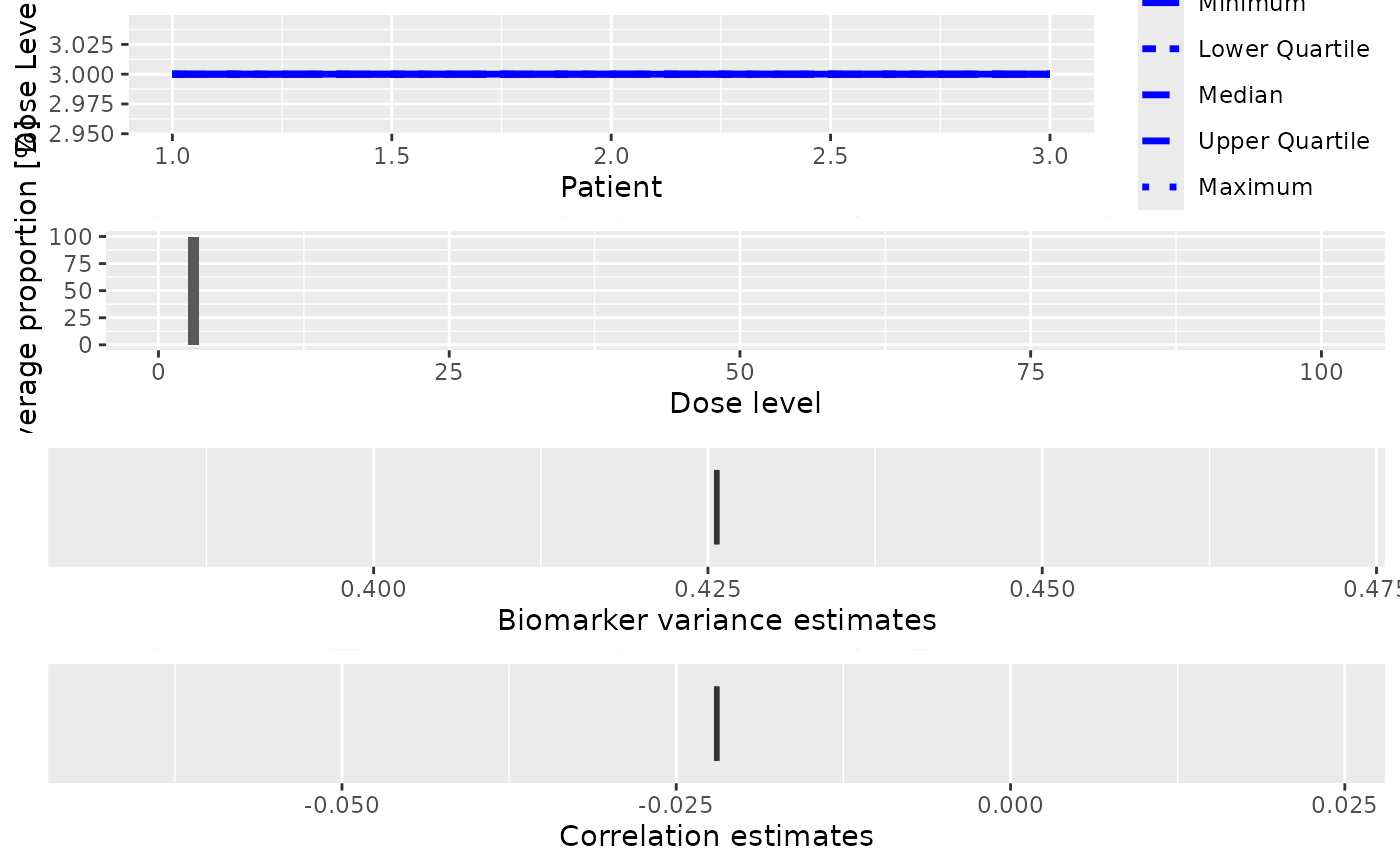 Minimum
Lower Quartile
Median
Upper Quartile
Maximum
Dose Leve
3.025
3.000
2.975
2.950
1.0 1.5 2.0 2.5 3.0
Patient
verage proportion [%]
100
75
50
25
0
0 25 50 75 100
Dose level
0.400 0.425 0.450 0.475
Biomarker variance estimates
-0.050 -0.025 0.000 0.025
Correlation estimates